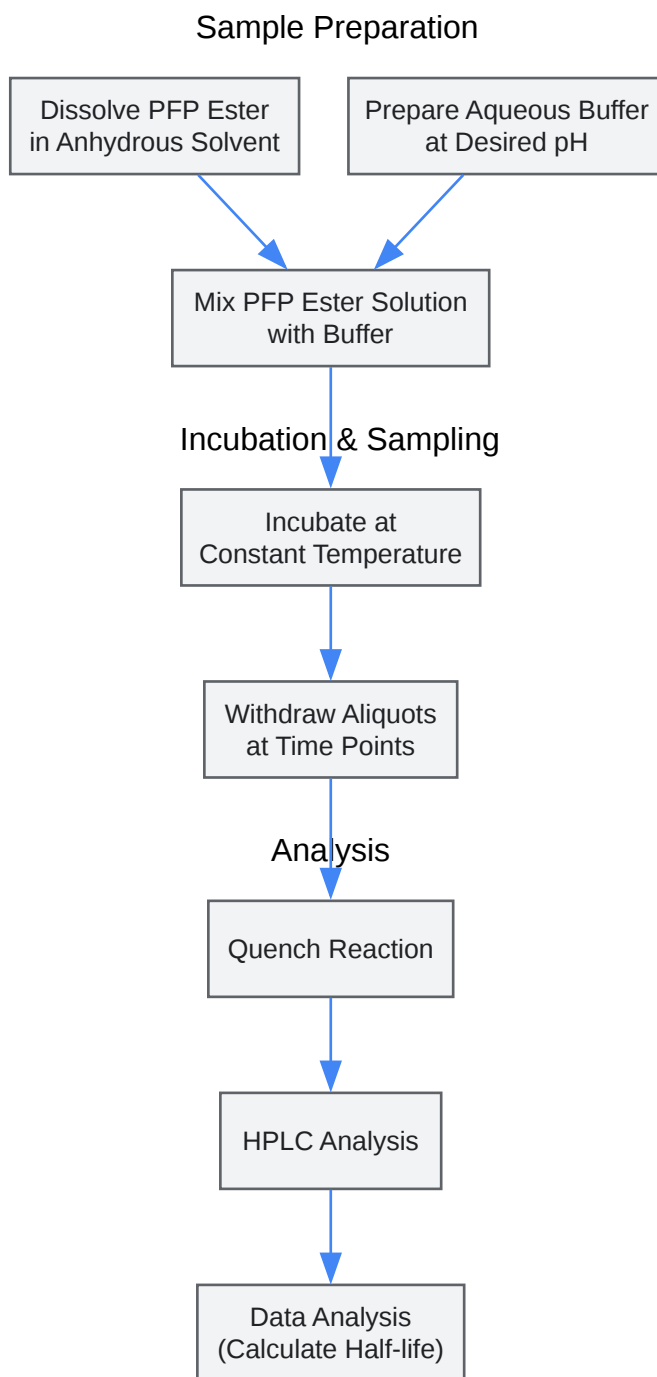 Sample Preparation
Dissolve PFP Ester
in Anhydrous Solvent
Prepare Aqueous Buffer
at Desired pH
Mix PFP Ester Solution
with Buffer
Incubation & Sampling
Incubate at
Constant Temperature
Withdraw Aliquots
at Time Points
Analysis
Quench Reaction
HPLC Analysis
Data Analysis
(Calculate Half-life)